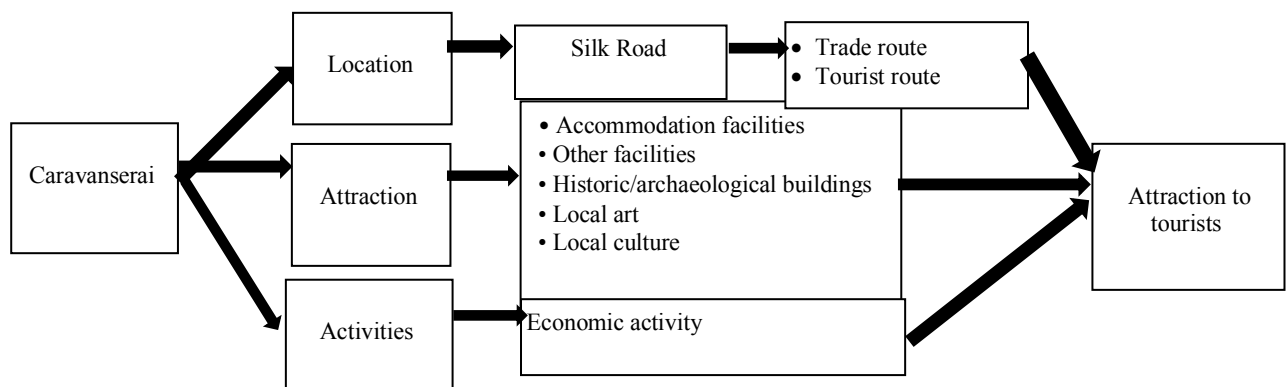 Caravanserai
Location
Silk Road
• Trade route
• Tourist route
Attraction
• Accommodation facilities
• Other facilities
• Historic/archaeological buildings
• Local art
• Local culture
Activities
Economic activity
Attraction to
tourists